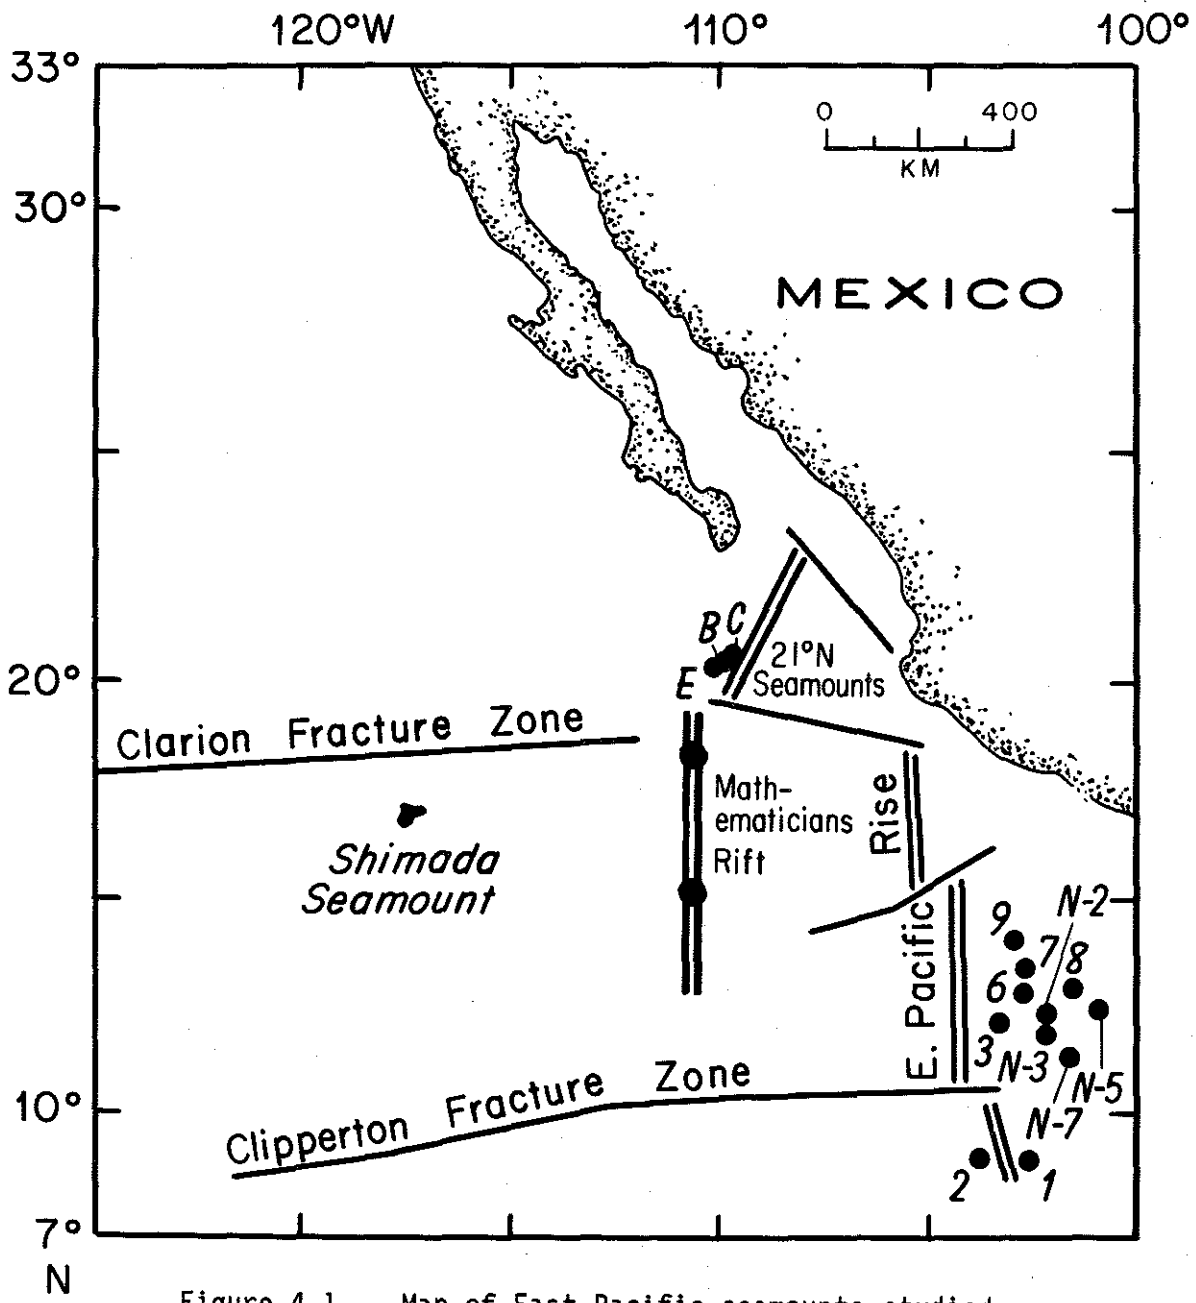 120°W 110° 100°
33°
0 400
KM
30°
MEXICO
B C
20°
21°N
Seamounts
E
Clarion Fracture Zone
Math-
ematicians
Rift
Rise
Shimada
Seamount
E. Pacific
N-2
9
7
8
6
3
N-3
N-5
N-7
10°
Clipperton Fracture Zone
2
1
7°
N
Figure 4.1 Map of East Pacific seamounts studied